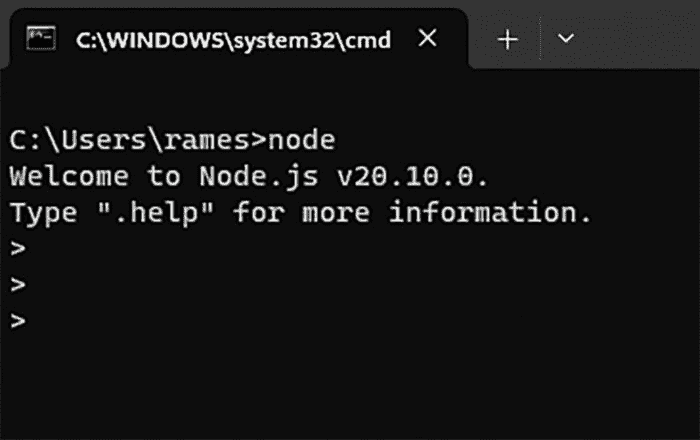 C:\WINDOWS\system32\cmd
C:\Users\rames>node
Welcome to Node.js v20.10.0.
Type ".help" for more information.
>
>
>